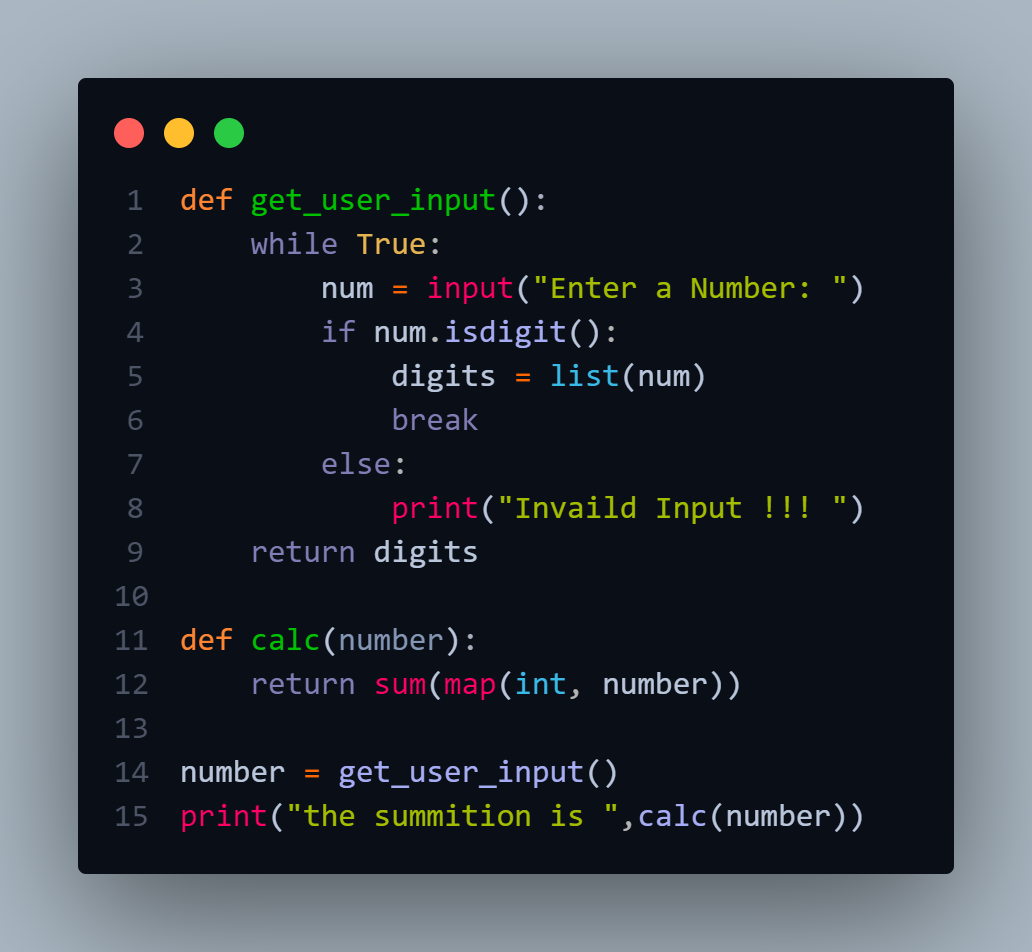 1 def get_user_input():
2     while True:
3         num = input("Enter a Number: ")
4         if num.isdigit():
5             digits = list(num)
6             break
7         else:
8             print("Invaild Input !!! ")
9     return digits
10
11 def calc(number):
12     return sum(map(int, number))
13
14 number = get_user_input()
15 print("the summition is ",calc(number))